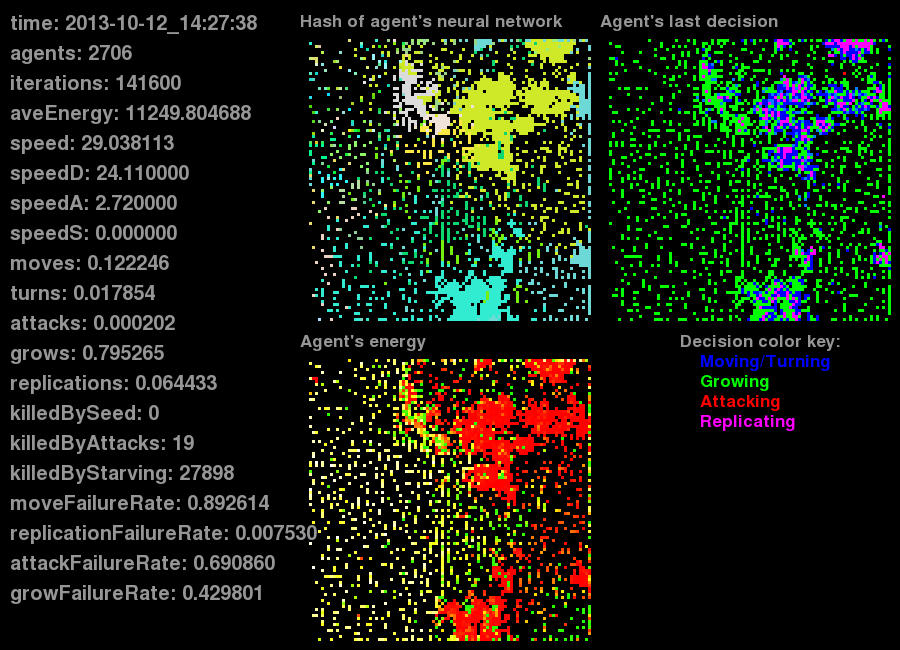 time: 2013-10-12_14:27:38
agents: 2706
iterations: 141600
aveEnergy: 11249.804688
speed: 29.038113
speedD: 24.110000
speedA: 2.720000
speedS: 0.000000
moves: 0.122246
turns: 0.017854
attacks: 0.000202
grows: 0.795265
replications: 0.064433
killedBySeed: 0
killedByAttacks: 19
killedByStarving: 27898
moveFailureRate: 0.892614
replicationFailureRate: 0.007530
attackFailureRate: 0.690860
growFailureRate: 0.429801
Hash of agent's neural network
Agent's last decision
Agent's energy
Decision color key:
Moving/Turning
Growing
Attacking
Replicating